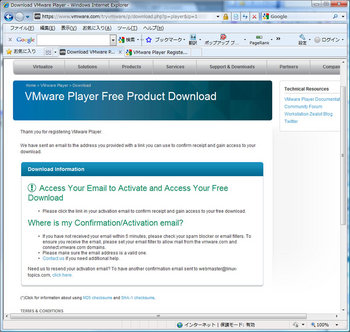 Download VMware Player - Windows Internet Explorer
https://www.vmware.com/tryvmware/p/download.php?p=player&lp=1
Google
ファイル(F) 編集(E) 表示(V) お気に入り(A) ツール(T) ヘルプ(H)
Google 検索 ブックマーク 翻訳 ポップアップ ブ... PageRank 設定 ログイン
お気に入り Download VMware P... VMware Player Registe...
Virtualize Solutions Products Services Support & Downloads Partners Compan
Home > VMware Player > Download
VMware Player Free Product Download
Technical Resources
VMware Player Documentat
Community Forum
Workstation Zealot Blog
Twitter
Thank you for registering VMware Player.
We have sent an email to the address you provided with a link you can use to confirm receipt and gain access to your
download.
Download Information
Access Your Email to Activate and Access Your Free
Download
• Please click the link in your activation email to confirm receipt and gain access to your free download.
Where is my Confirmation/Activation email?
• If you have not received your email within 5 minutes, please check your spam blocker or email filters. To
ensure you receive the email, please set your email filter to allow mail from the vmware.com and
connect.vmware.com domains.
• Please make sure the email address is a valid one.
• Contact us if you need additional help.
Need us to resend your activation email? To have another confirmation email sent to webmaster@linux-
topics.com, click here.
(*)Click for information about using MD5 checksums and SHA-1 checksums.
TERMS & CONDITIONS
インターネット | 保護モード: 有効
100%